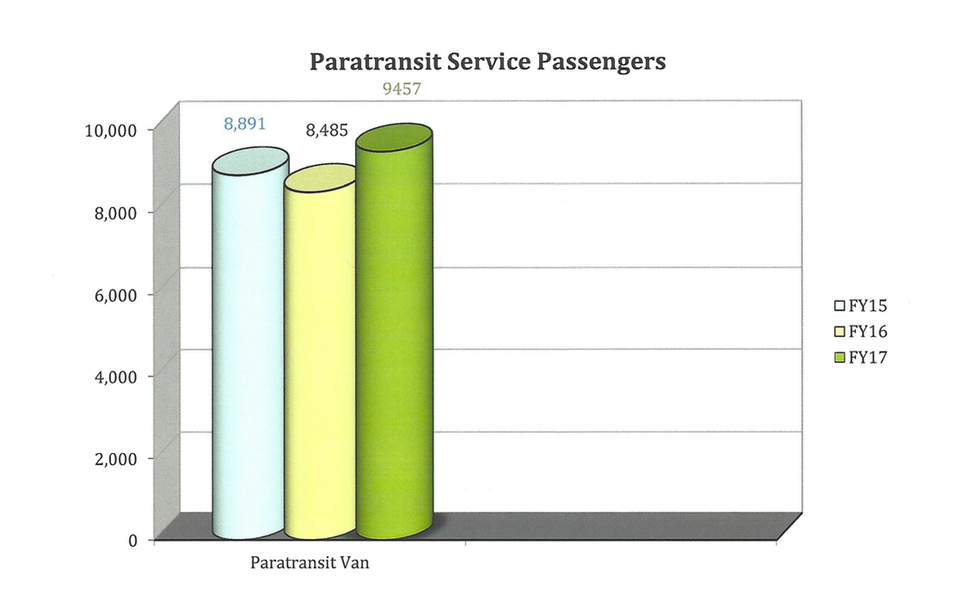 Paratransit Service Passengers
9457
8,891
8,485
10,000
8,000
6,000
4,000
2,000
0
Paratransit Van
FY15
FY16
FY17